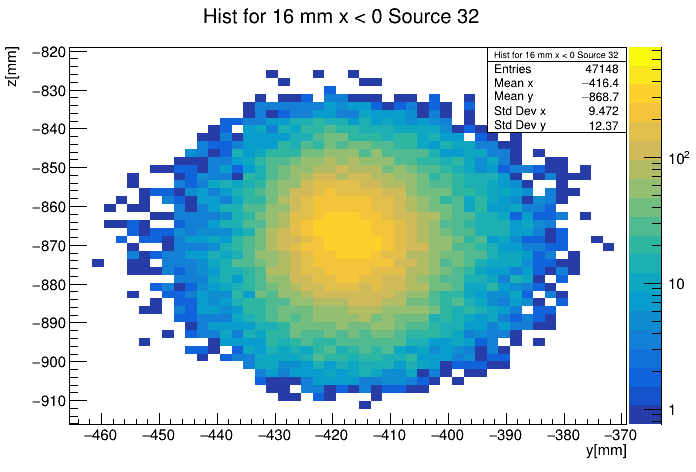 Hist for 16 mm x < 0 Source 32
z[mm]
Hist for 16 mm x < 0 Source 32
Entries 47148
Mean x −416.4
Mean y −868.7
Std Dev x 9.472
Std Dev y 12.37
−820
−830
−840
−850
−860
−870
−880
−890
−900
−910
10²
10
1
−460 −450 −440 −430 −420 −410 −400 −390 −380 −370
y[mm]